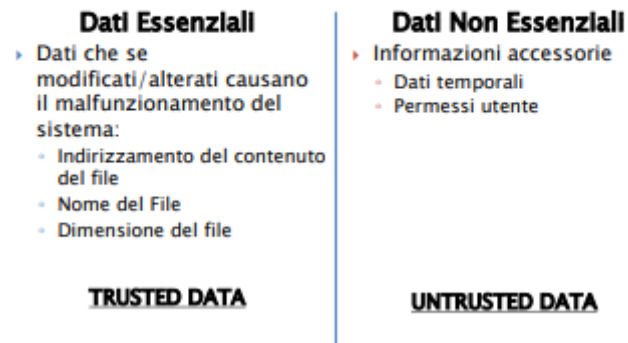 Dati Essenziali
▸ Dati che se
modificati/alterati causano
il malfunzionamento del
sistema:
◦ Indirizzamento del contenuto
del file
◦ Nome del File
◦ Dimensione del file
TRUSTED DATA
Dati Non Essenziali
▸ Informazioni accessorie
◦ Dati temporali
◦ Permessi utente
UNTRUSTED DATA